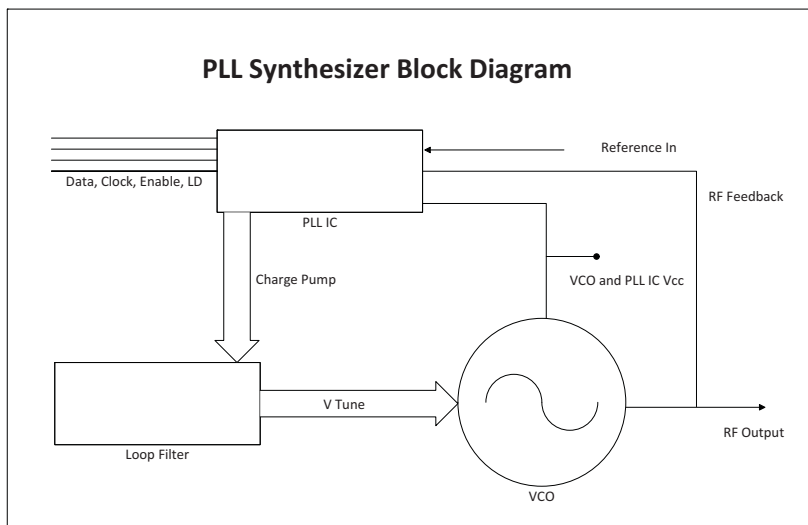 PLL Synthesizer Block Diagram
Reference In
Data, Clock, Enable, LD
RF Feedback
PLL IC
Charge Pump
VCO and PLL IC Vcc
V Tune
RF Output
Loop Filter
VCO